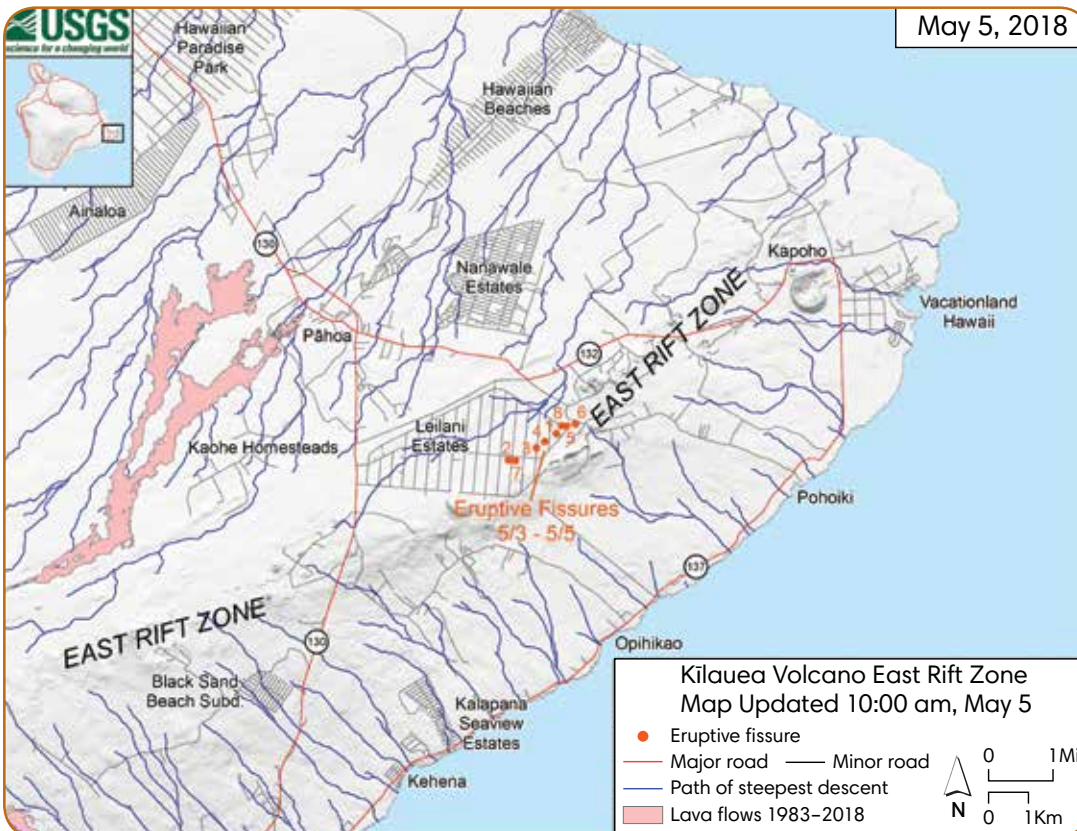 USGS
science for a changing world
May 5, 2018
Hawaiian
Paradise
Park
Hawaiian
Beaches
Ainaloa
130
Nanawale
Estates
Kapoho
Vacationland
Hawaii
Pāhoa
132
EAST RIFT ZONE
Leilani
Estates
Kaohe Homesteads
8
6
4
1
5
2
3
7
Eruptive Fissures
5/3 - 5/5
Pohoiki
137
EAST RIFT ZONE
130
Opihikao
Black Sand
Beach Subd.
Kalapana
Seaview
Estates
Kehena
Kīlauea Volcano East Rift Zone
Map Updated 10:00 am, May 5
Eruptive fissure
Major road Minor road
Path of steepest descent
Lava flows 1983–2018
N
0 1Mi
0 1Km